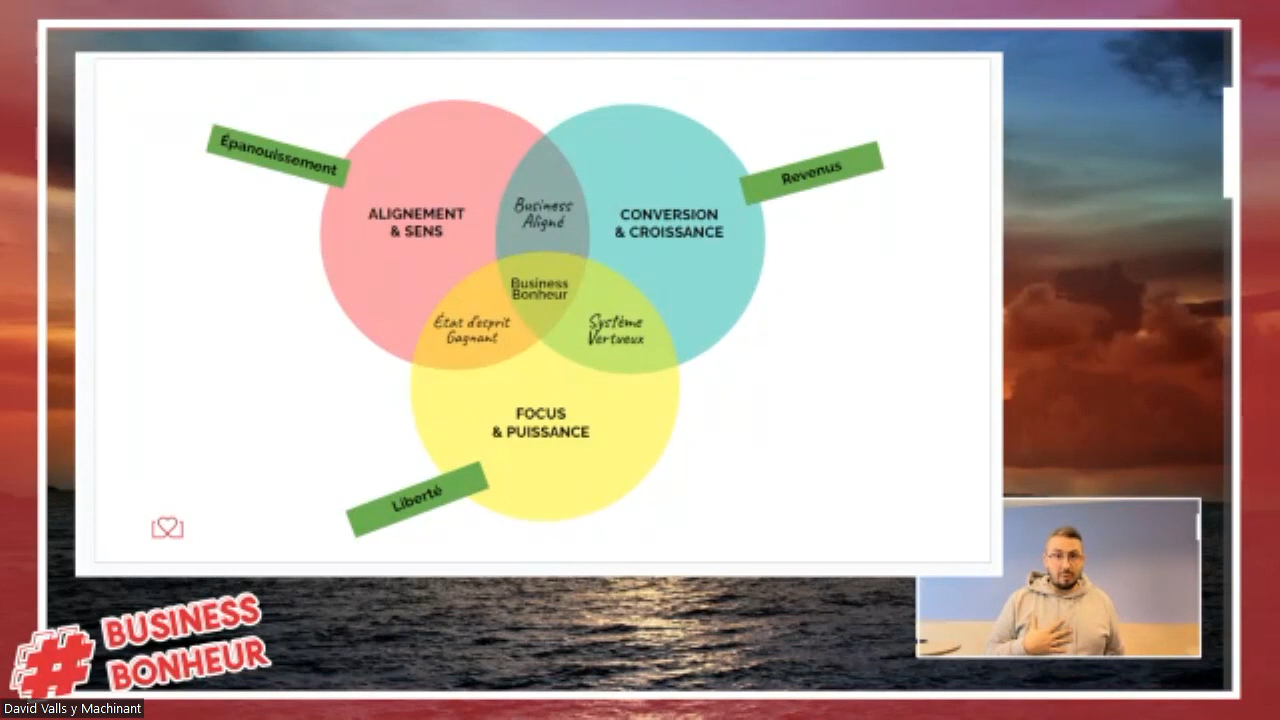 Épanouissement
Revenus
ALIGNEMENT
& SENS
Business
Aligné
CONVERSION
& CROISSANCE
Business
Bonheur
État d'esprit
Gagnant
Système
Vertueux
FOCUS
& PUISSANCE
Liberté
# BUSINESS
BONHEUR
David Valls y Machinant